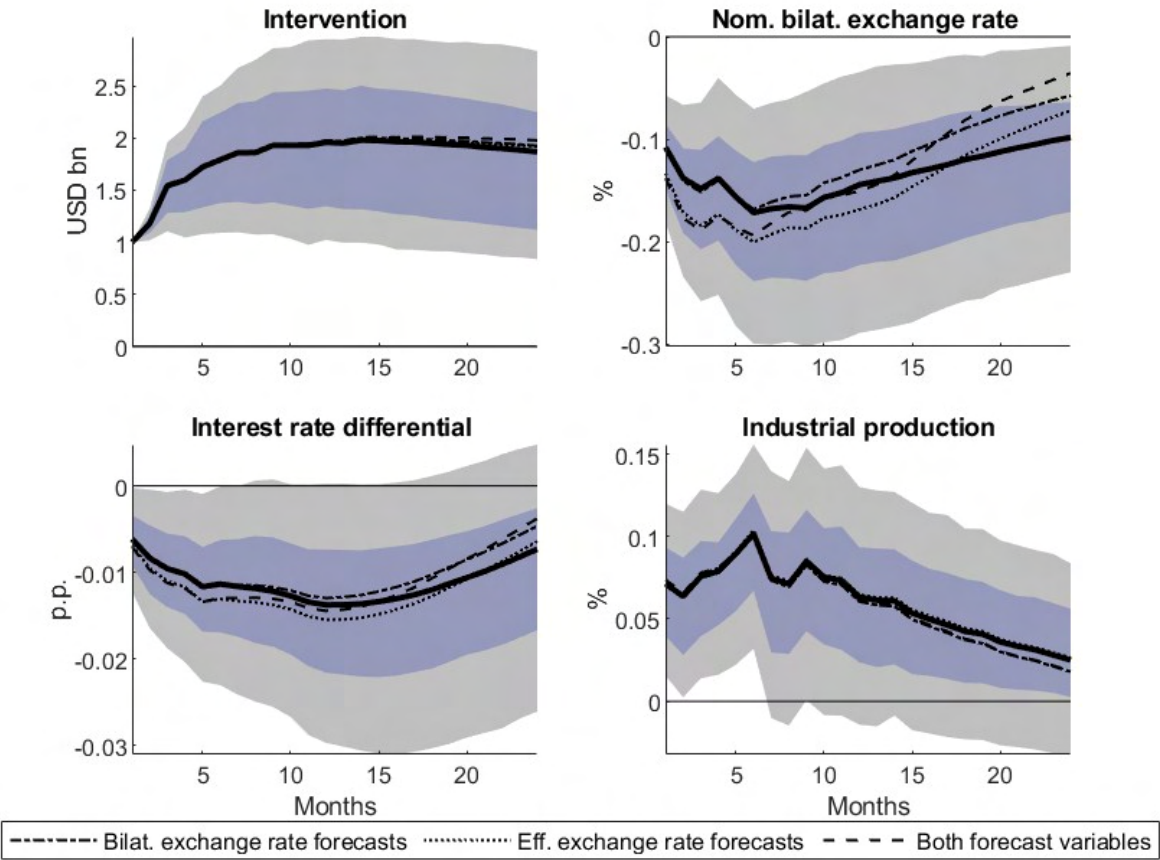 Intervention
USD bn
2.5
2
1.5
1
0.5
0
5 10 15 20
Nom. bilat. exchange rate
%
0
-0.1
-0.2
-0.3
5 10 15 20
Interest rate differential
p.p.
0
-0.01
-0.02
-0.03
5 10 15 20
Months
Industrial production
%
0.15
0.1
0.05
0
5 10 15 20
Months
Bilat. exchange rate forecasts Eff. exchange rate forecasts Both forecast variables